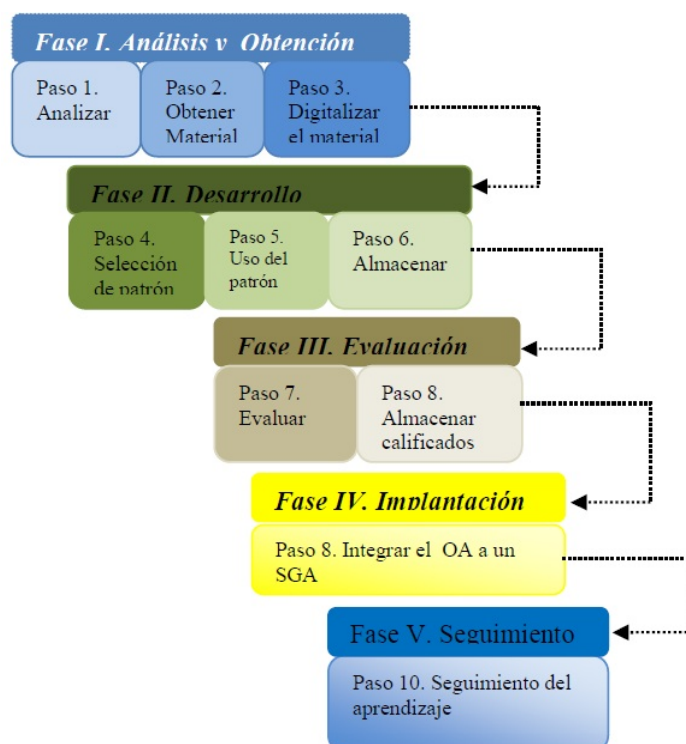 Fase I. Análisis y Obtención
Paso 1.
Analizar
Paso 2.
Obtener
Material
Paso 3.
Digitalizar
el material
Fase II. Desarrollo
Paso 4.
Selección
de patrón
Paso 5.
Uso del
patrón
Paso 6.
Almacenar
Fase III. Evaluación
Paso 7.
Evaluar
Paso 8.
Almacenar
calificados
Fase IV. Implantación
Paso 8. Integrar el OA a un
SGA
Fase V. Seguimiento
Paso 10. Seguimiento del
aprendizaje